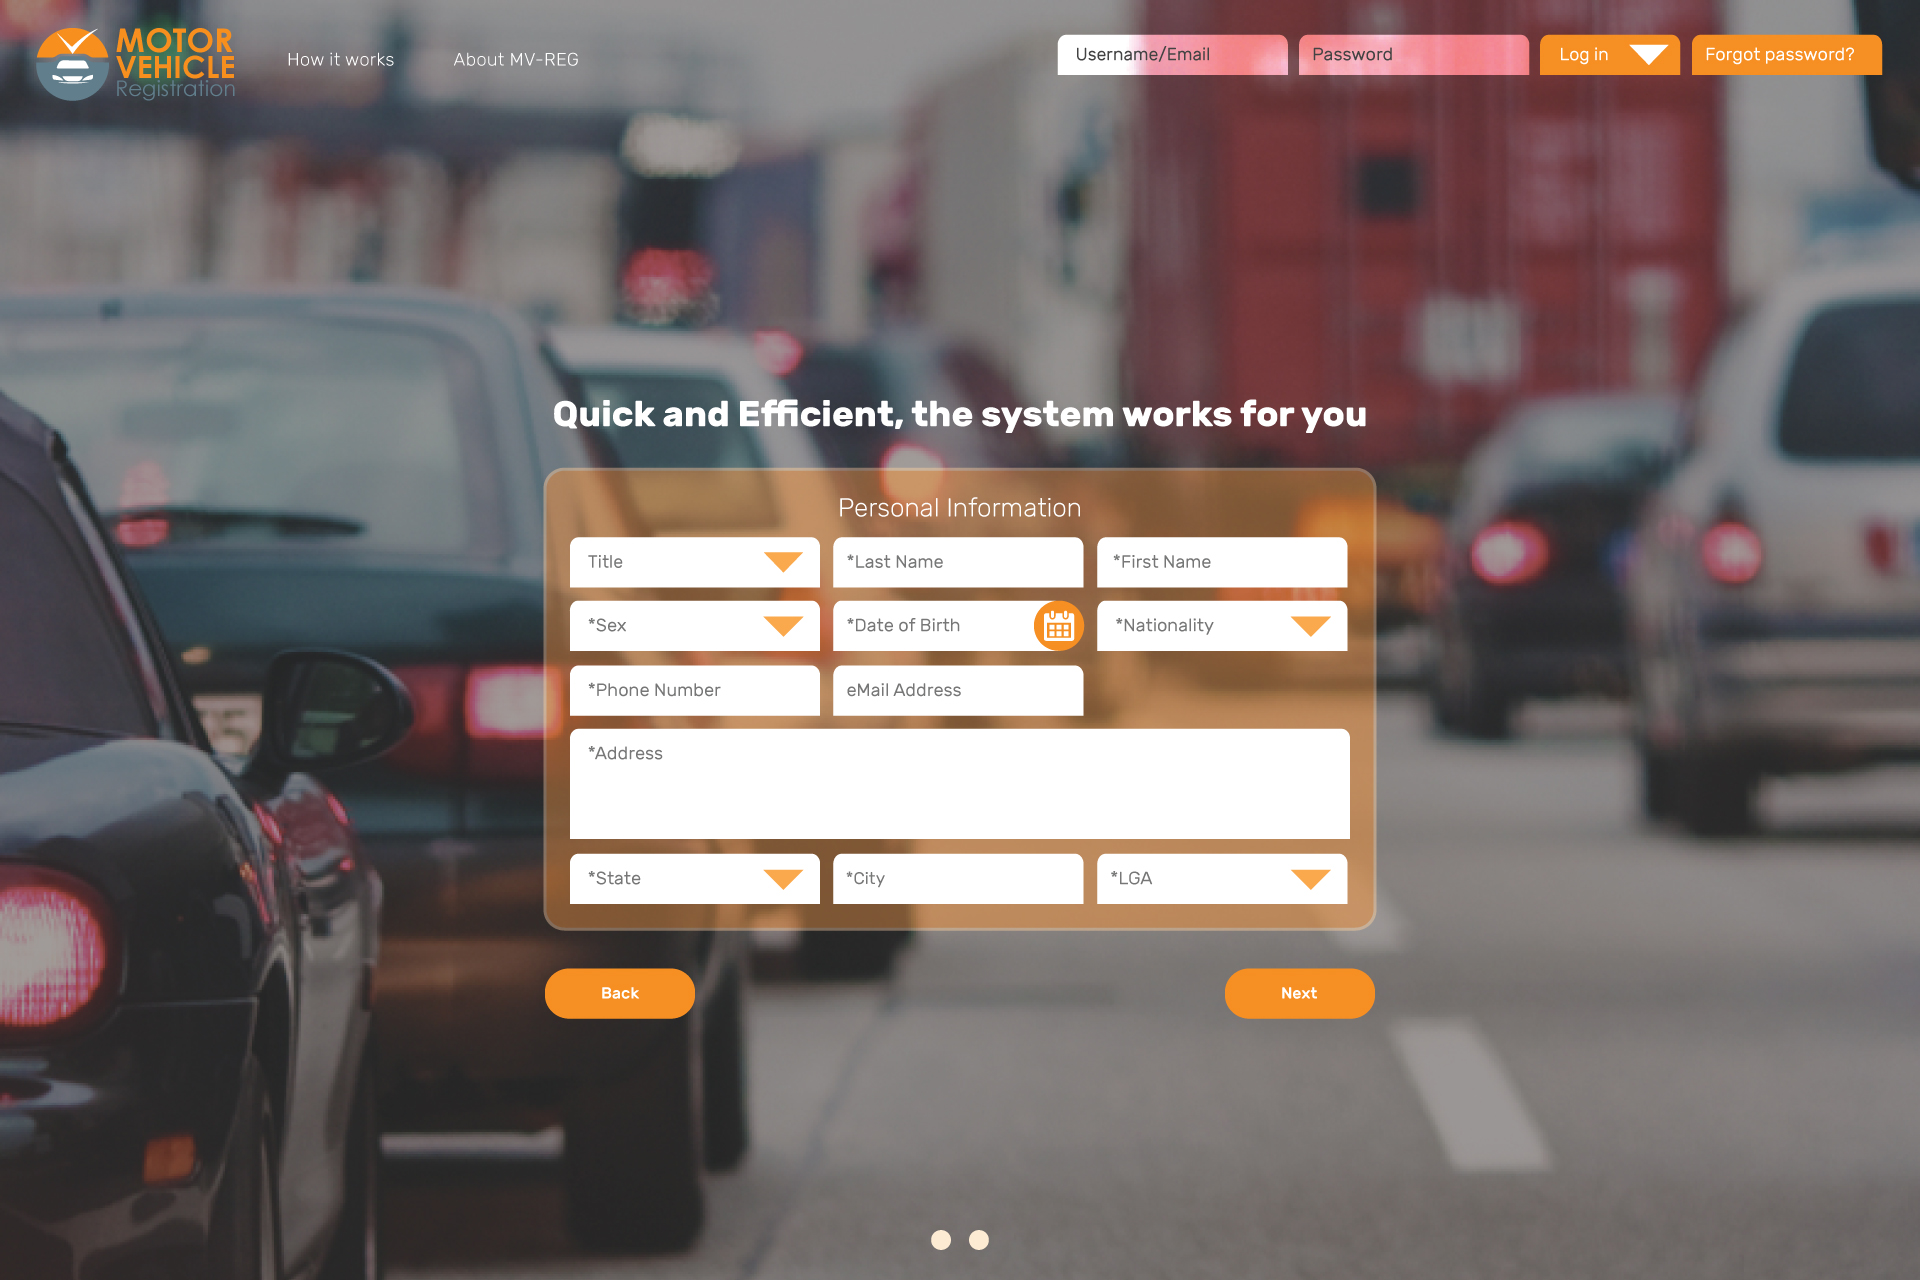 MOTOR
VEHICLE
Registration
How it works
About MV-REG
Username/Email
Password
Log in
Forgot password?
Quick and Efficient, the system works for you
Personal Information
Title
*Last Name
*First Name
*Sex
*Date of Birth
*Nationality
*Phone Number
eMail Address
*Address
*State
*City
*LGA
Back
Next